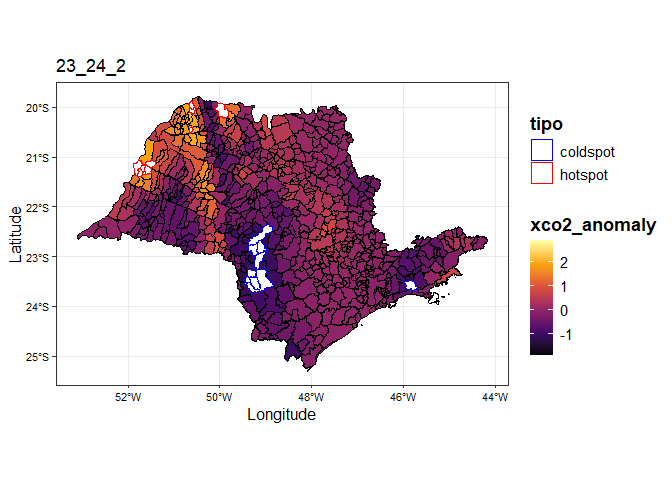 23_24_2
20°S
21°S
22°S
23°S
24°S
25°S
Latitude
52°W 50°W 48°W 46°W 44°W
Longitude
tipo
coldspot
hotspot
xco2_anomaly
2
1
0
-1